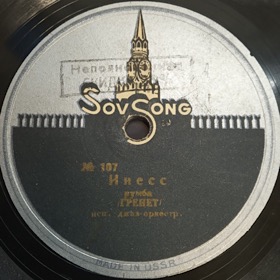 SOVSONG
№ 107
Инесс
румба
/ГРЕНЕТ/
исп. джаз-оркестр.
MADE IN USSR